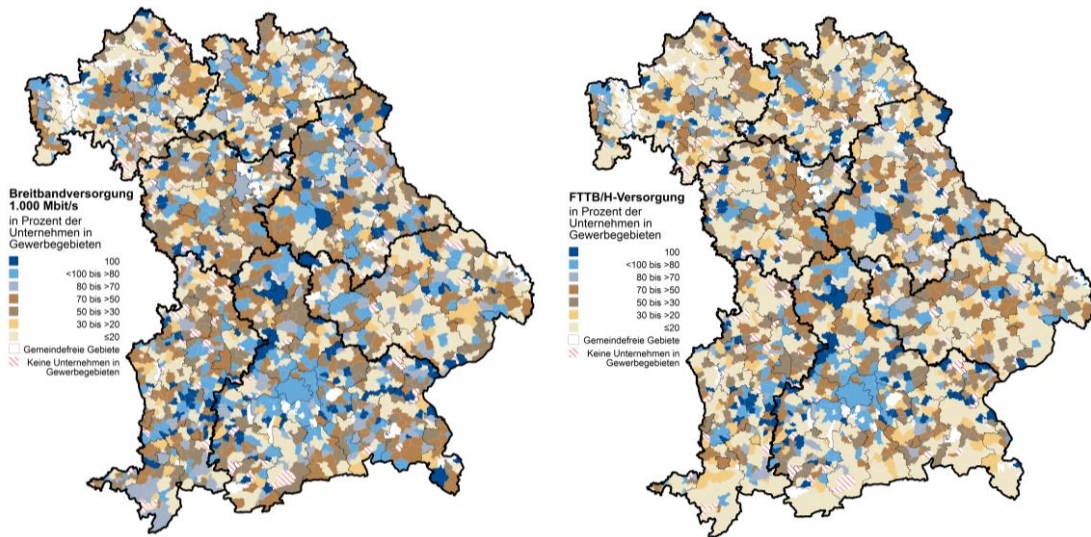 Breitbandversorgung
1.000 Mbit/s
in Prozent der
Unternehmen in
Gewerbegebieten
100
<100 bis >80
80 bis >70
70 bis >50
50 bis >30
30 bis >20
≤20
Gemeindefreie Gebiete
Keine Unternehmen in
Gewerbegebieten
FTTB/H-Versorgung
in Prozent der
Unternehmen in
Gewerbegebieten
100
<100 bis >80
80 bis >70
70 bis >50
50 bis >30
30 bis >20
≤20
Gemeindefreie Gebiete
Keine Unternehmen in
Gewerbegebieten